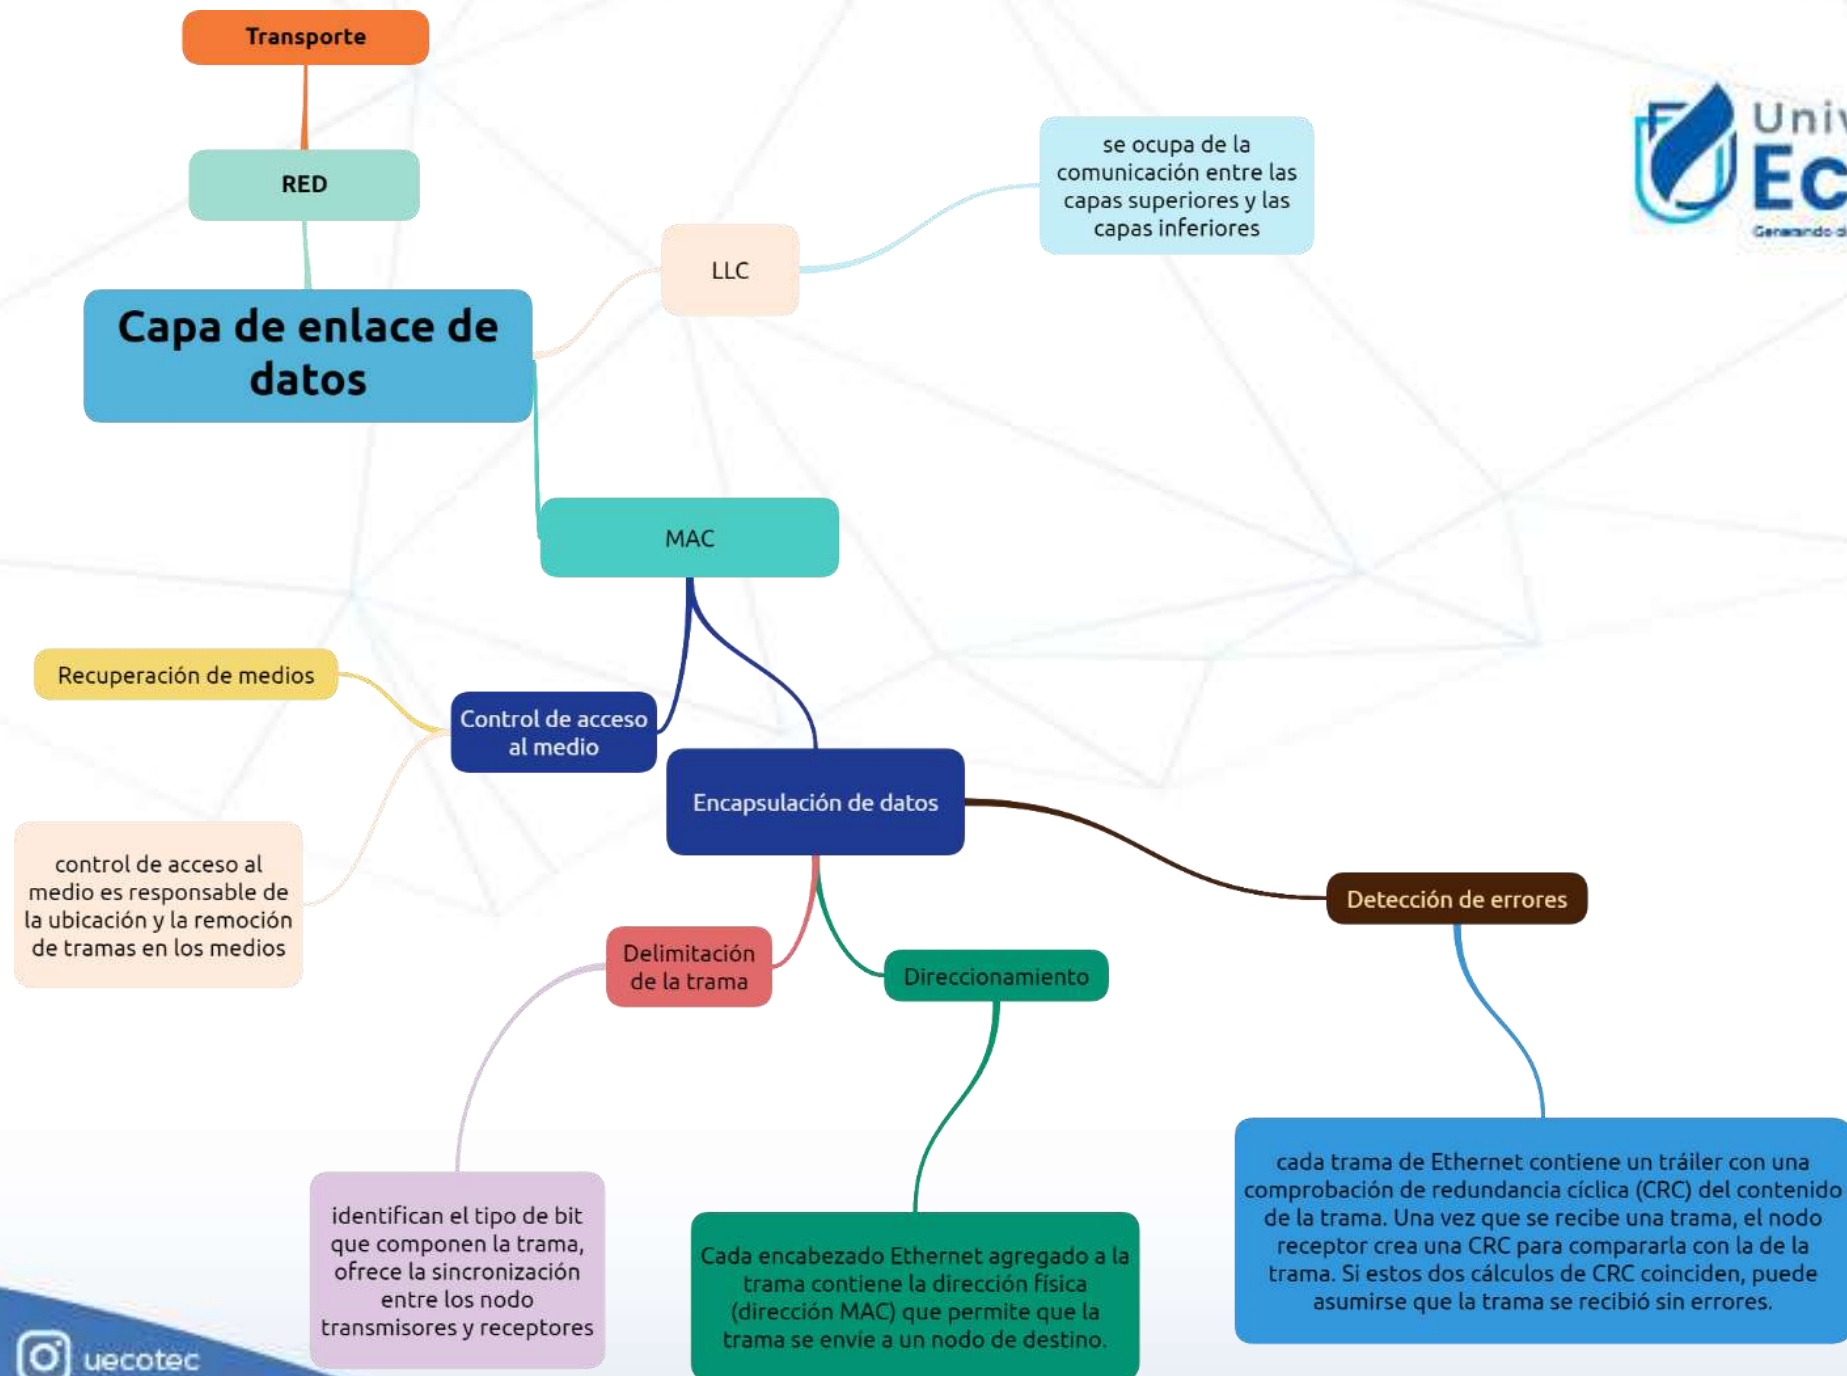 Transporte
RED
Capa de enlace de
datos
LLC
se ocupa de la
comunicación entre las
capas superiores y las
capas inferiores
MAC
Recuperación de medios
Control de acceso
al medio
control de acceso al
medio es responsable de
la ubicación y la remoción
de tramas en los medios
Encapsulación de datos
Delimitación
de la trama
Direccionamiento
Detección de errores
identifican el tipo de bit
que componen la trama,
ofrece la sincronización
entre los nodo
transmisores y receptores
Cada encabezado Ethernet agregado a la
trama contiene la dirección física
(dirección MAC) que permite que la
trama se envíe a un nodo de destino.
cada trama de Ethernet contiene un tráiler con una
comprobación de redundancia cíclica (CRC) del contenido
de la trama. Una vez que se recibe una trama, el nodo
receptor crea una CRC para compararla con la de la
trama. Si estos dos cálculos de CRC coinciden, puede
asumirse que la trama se recibió sin errores.
uecotec